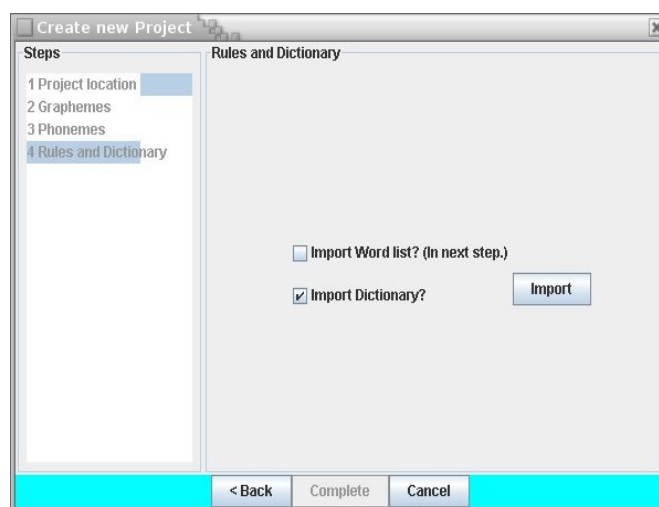 Create new Project
Steps
1 Project location
2 Graphemes
3 Phonemes
4 Rules and Dictionary
Rules and Dictionary
Import Word list? (In next step.)
Import Dictionary?
Import
< Back
Complete
Cancel